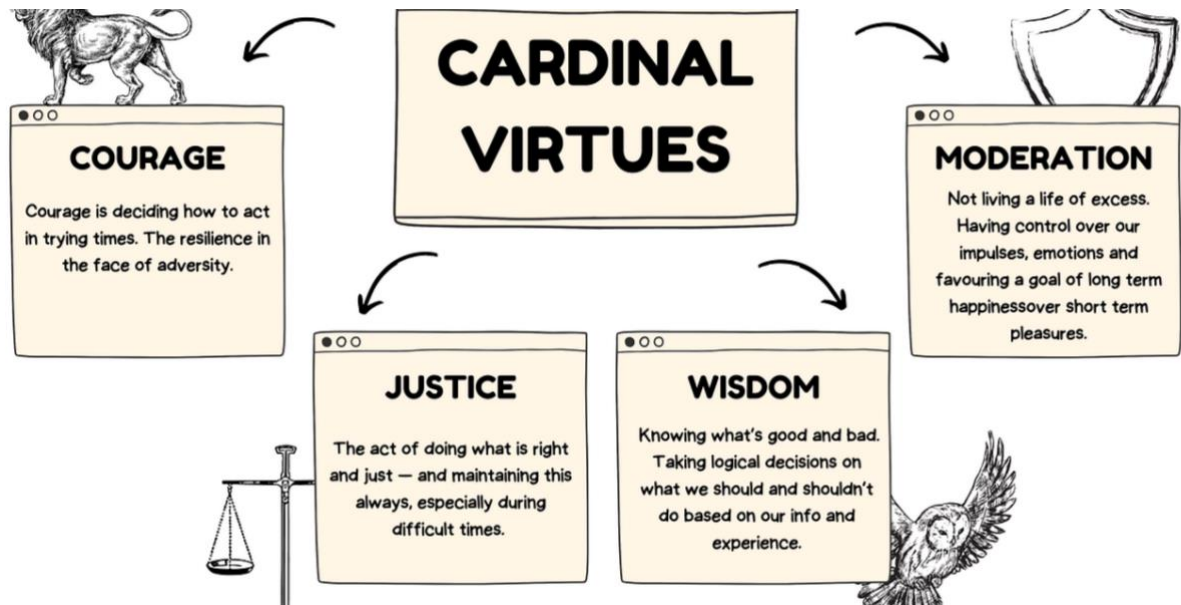 CARDINAL
VIRTUES
COURAGE
Courage is deciding how to act
in trying times. The resilience in
the face of adversity.
MODERATION
Not living a life of excess.
Having control over our
impulses, emotions and
favouring a goal of long term
happinessover short term
pleasures.
JUSTICE
The act of doing what is right
and just — and maintaining this
always, especially during
difficult times.
WISDOM
Knowing what's good and bad.
Taking logical decisions on
what we should and shouldn't
do based on our info and
experience.